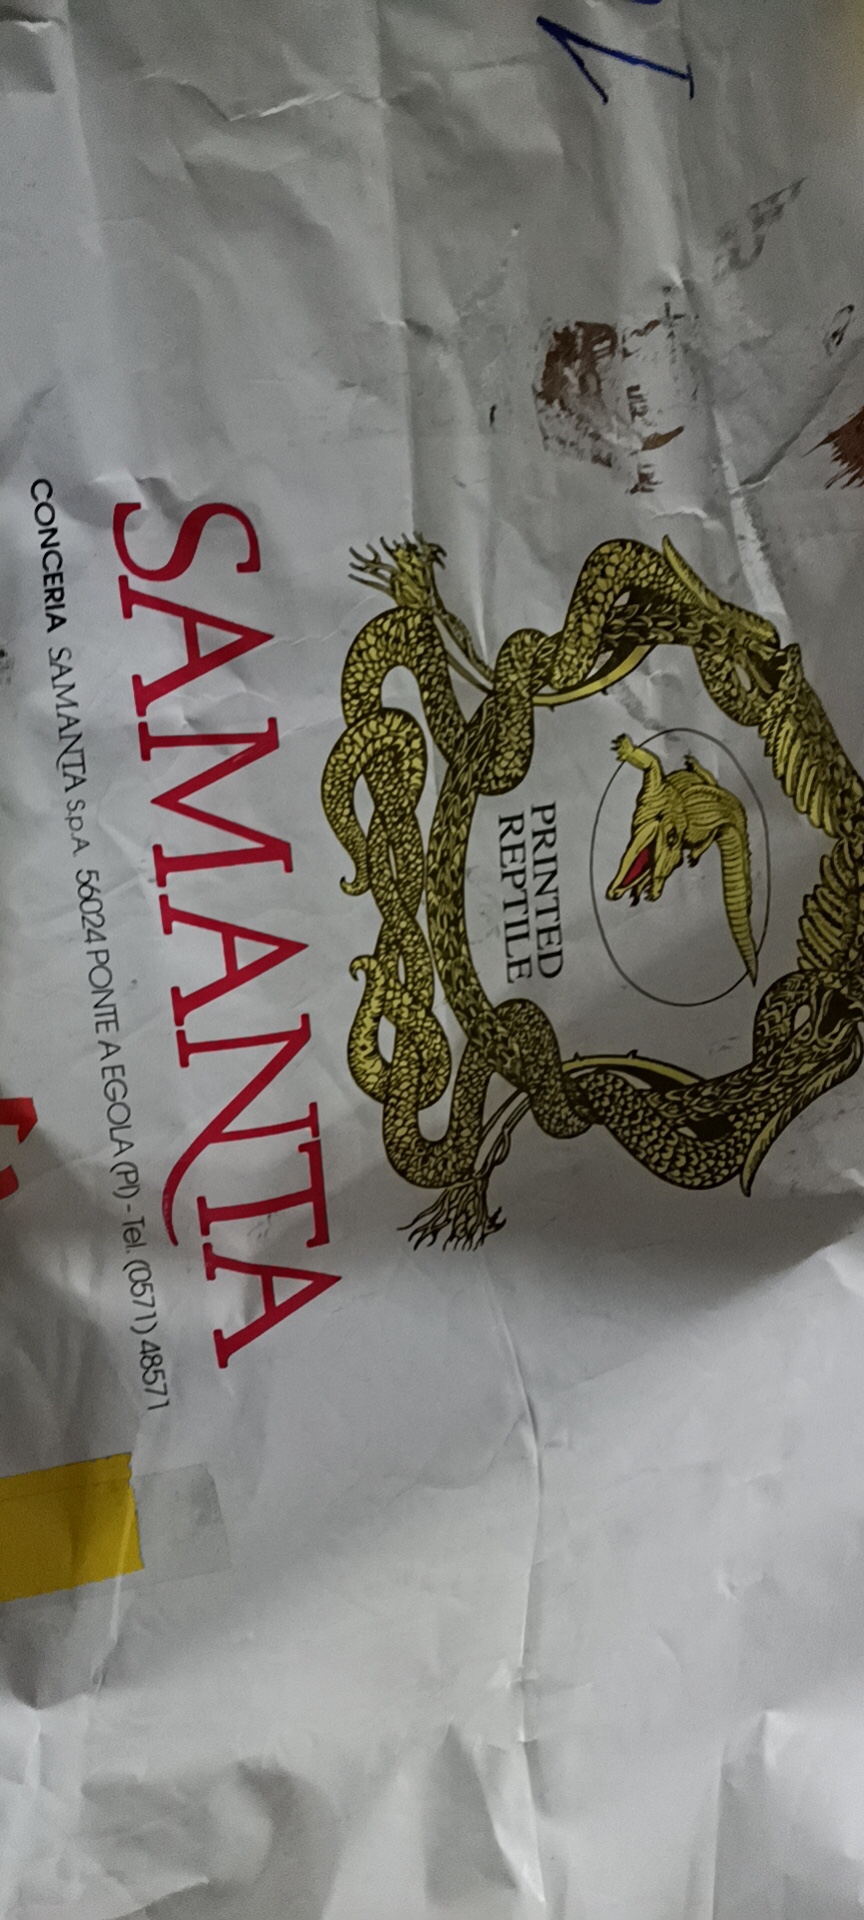 PRINTED
REPTILE
SAMANTA
CONCERIA SAMANTA S.p.A. 56024 PONTE A EGOLA (PI) - Tel. (0571) 48571